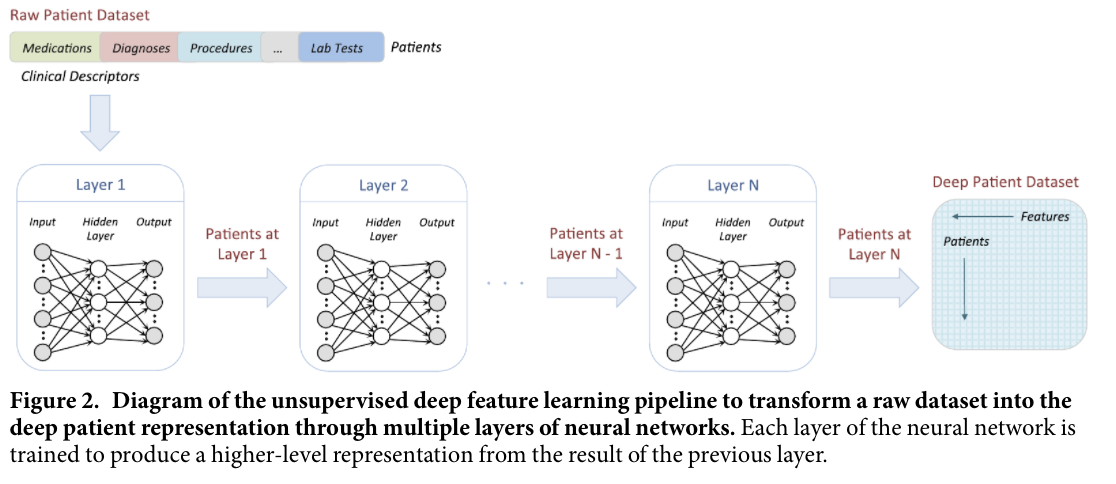 Raw Patient Dataset
Medications Diagnoses Procedures ... Lab Tests Patients
Clinical Descriptors
Layer 1
Input Hidden Layer Output
Patients at
Layer 1
Layer 2
Input Hidden Layer Output
. . .
Patients at
Layer N - 1
Layer N
Input Hidden Layer Output
Patients at
Layer N
Deep Patient Dataset
Features
Patients
Figure 2. Diagram of the unsupervised deep feature learning pipeline to transform a raw dataset into the
deep patient representation through multiple layers of neural networks. Each layer of the neural network is
trained to produce a higher-level representation from the result of the previous layer.